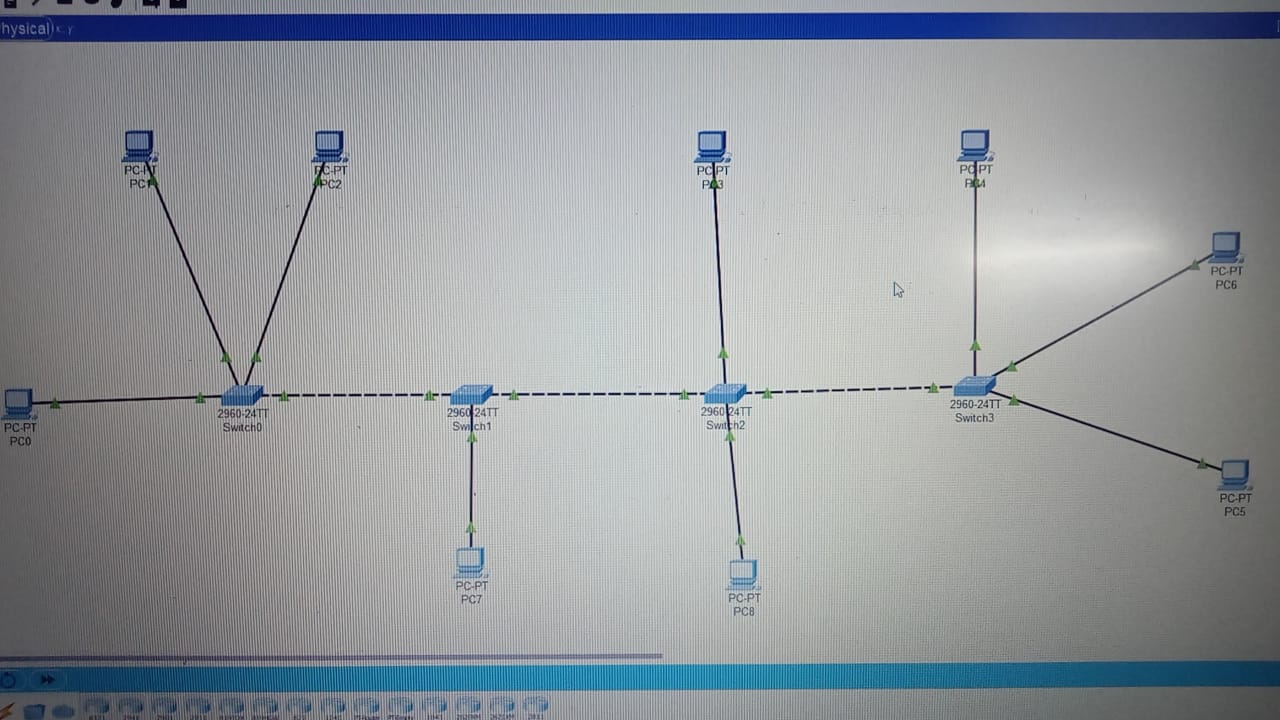 hysical
PC-PT
PC1
PC-PT
PC2
PC-PT
PC3
PC-PT
PC4
PC-PT
PC6
PC-PT
PC0
2960-24TT
Switch0
2960-24TT
Switch1
2960-24TT
Switch2
2960-24TT
Switch3
PC-PT
PC5
PC-PT
PC7
PC-PT
PC8